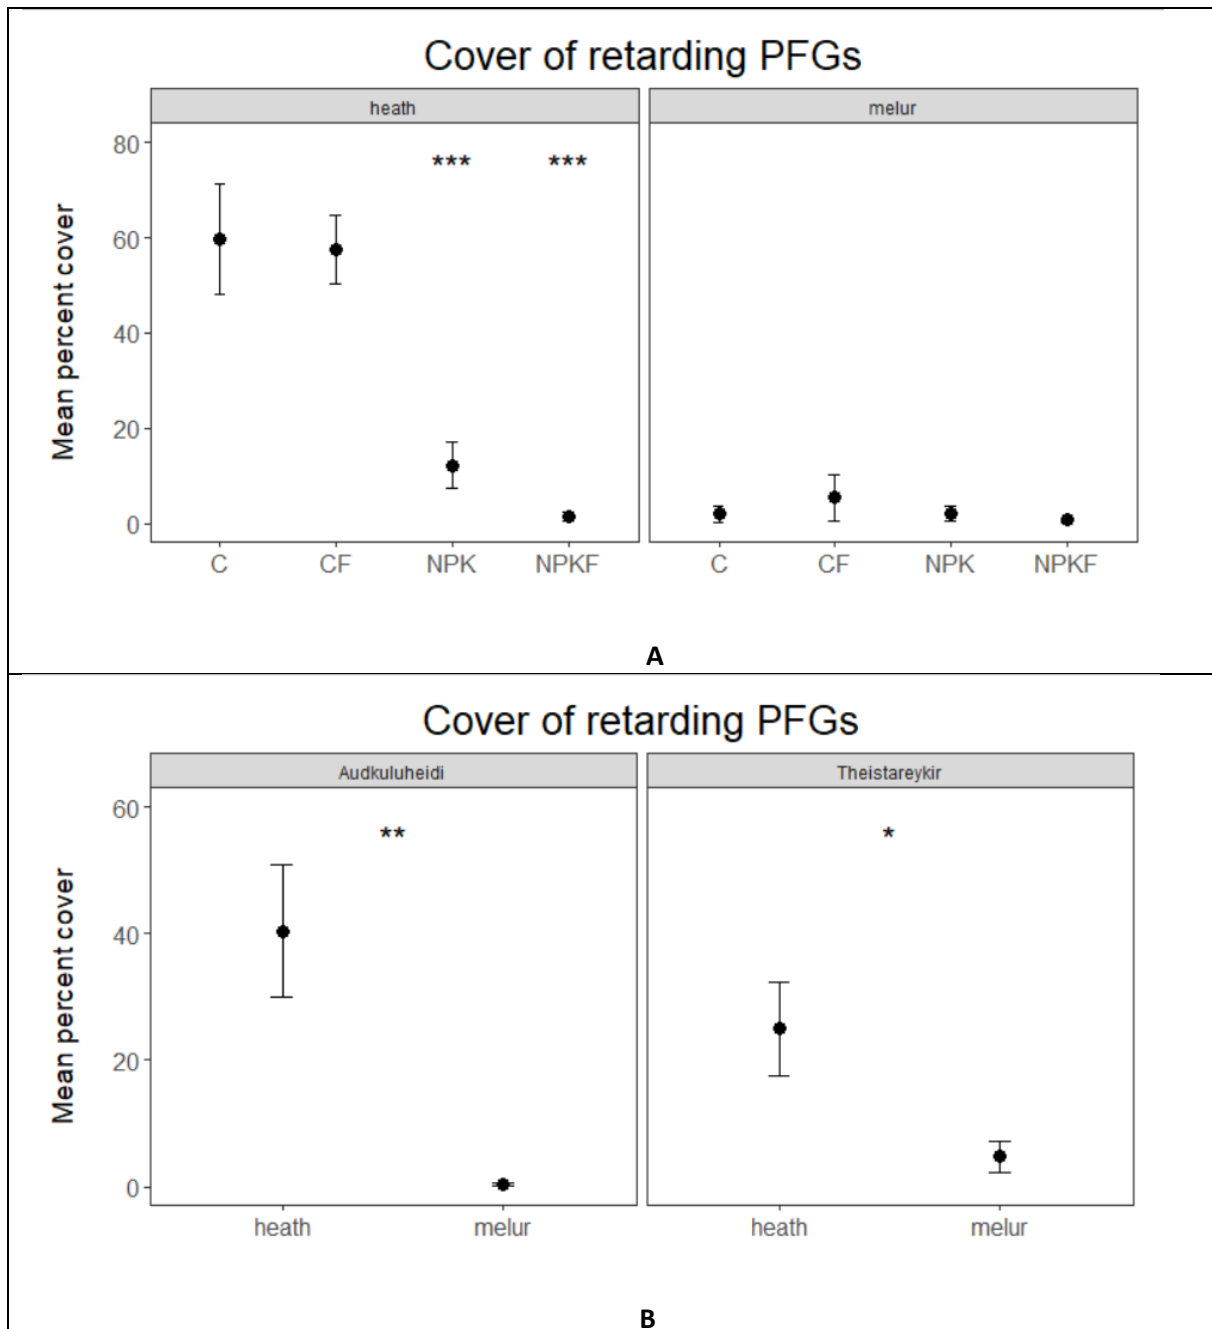 Cover of retarding PFGs
heath melur
Mean percent cover
80
60
40
20
0
*** ***
C CF NPK NPKF C CF NPK NPKF
A
Cover of retarding PFGs
Audkuluheidi Theistareykir
Mean percent cover
60
40
20
0
** *
heath melur heath melur
B